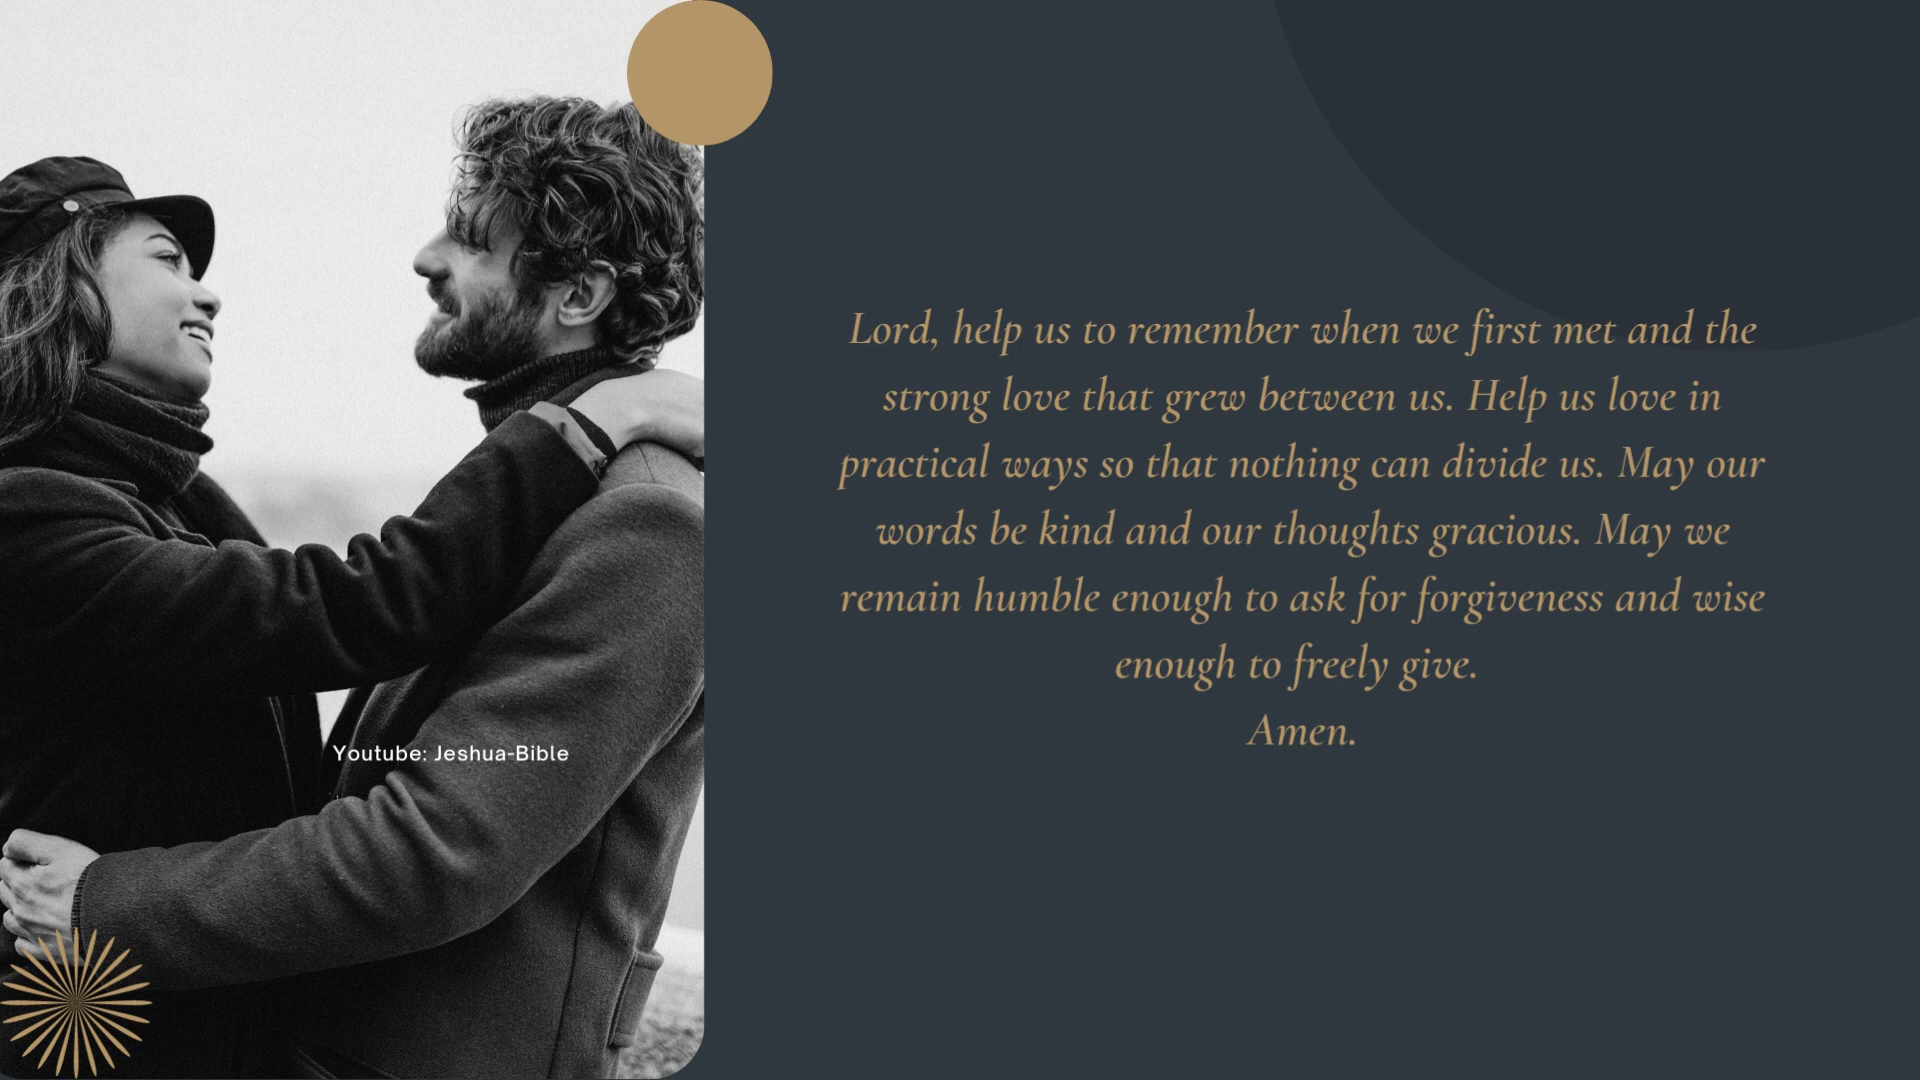 Lord, help us to remember when we first met and the
strong love that grew between us. Help us love in
practical ways so that nothing can divide us. May our
words be kind and our thoughts gracious. May we
remain humble enough to ask for forgiveness and wise
enough to freely give.
Amen.
Youtube: Jeshua-Bible